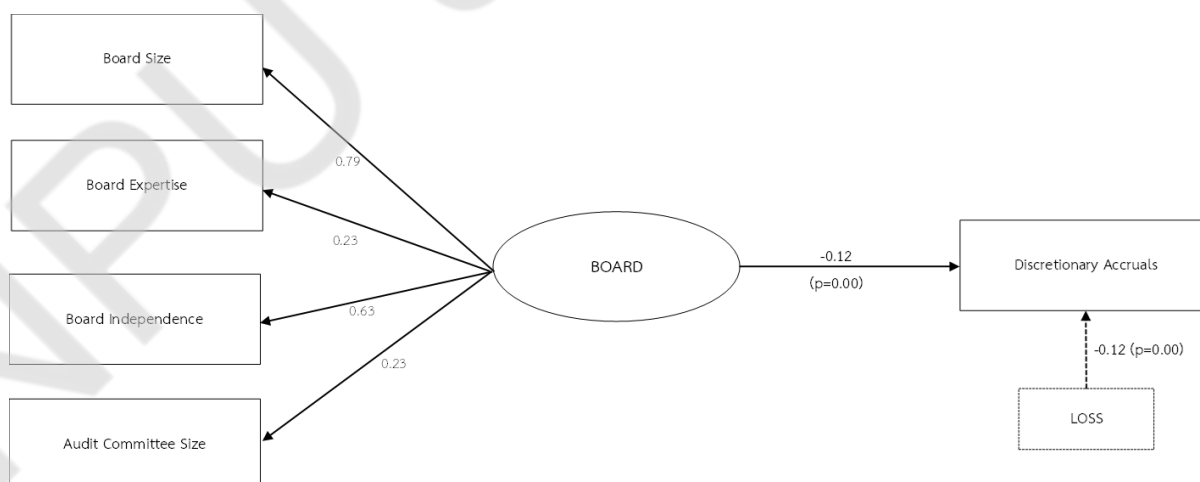 Board Size
0.79
Board Expertise
0.23
Board Independence
0.63
Audit Committee Size
0.23
BOARD
-0.12
(p=0.00)
Discretionary Accruals
-0.12 (p=0.00)
LOSS